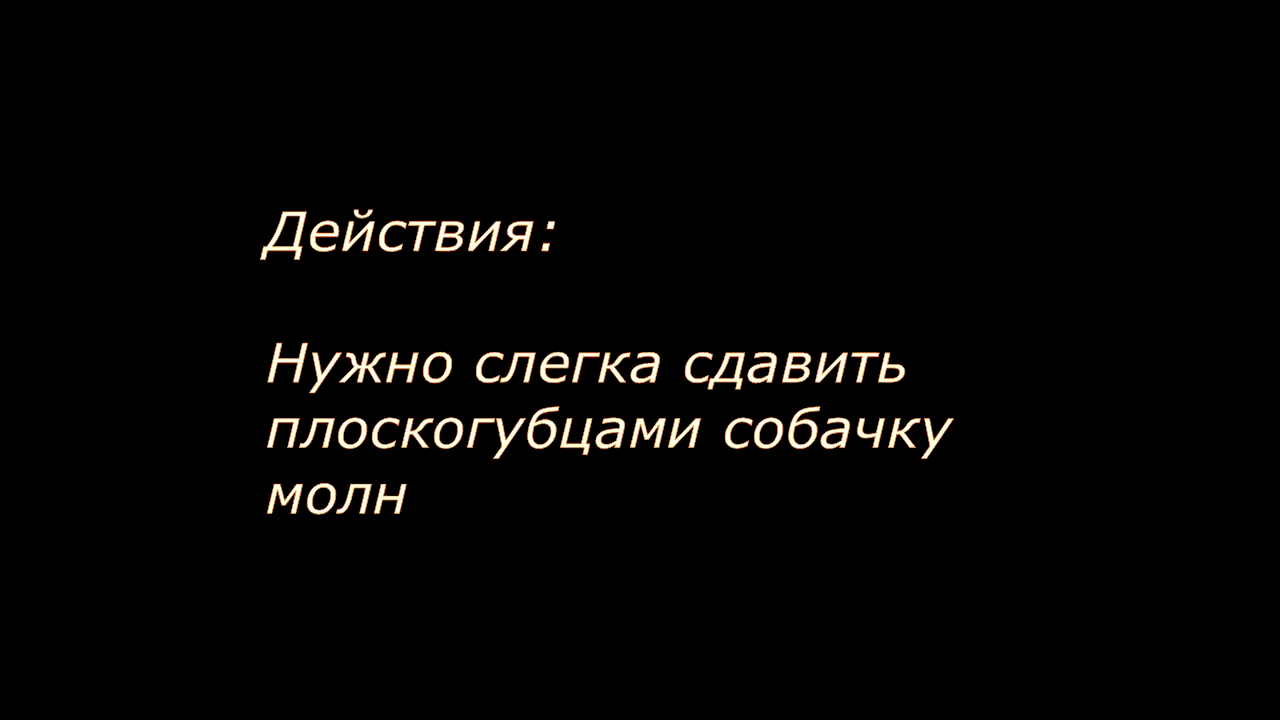 Действия:
Нужно слегка сдавить
плоскогубцами собачку
молн